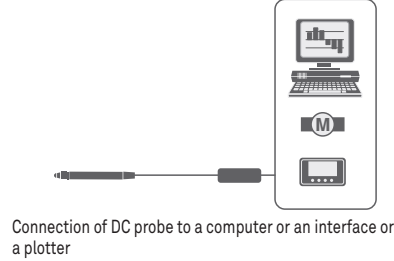 M
Connection of DC probe to a computer or an interface or
a plotter